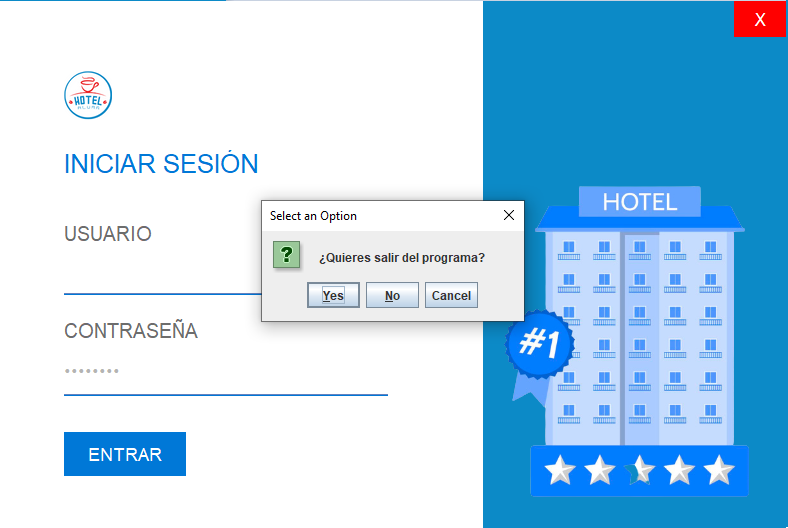 X
HOTEL
ALURA
INICIAR SESIÓN
HOTEL
Select an Option
USUARIO
¿Quieres salir del programa?
Yes
No
Cancel
CONTRASEÑA
#1
ENTRAR